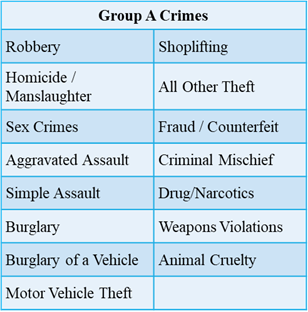 Group A Crimes
Robbery Shoplifting
Homicide /
Manslaughter All Other Theft
Sex Crimes Fraud / Counterfeit
Aggravated Assault Criminal Mischief
Simple Assault Drug/Narcotics
Burglary Weapons Violations
Burglary of a Vehicle Animal Cruelty
Motor Vehicle Theft